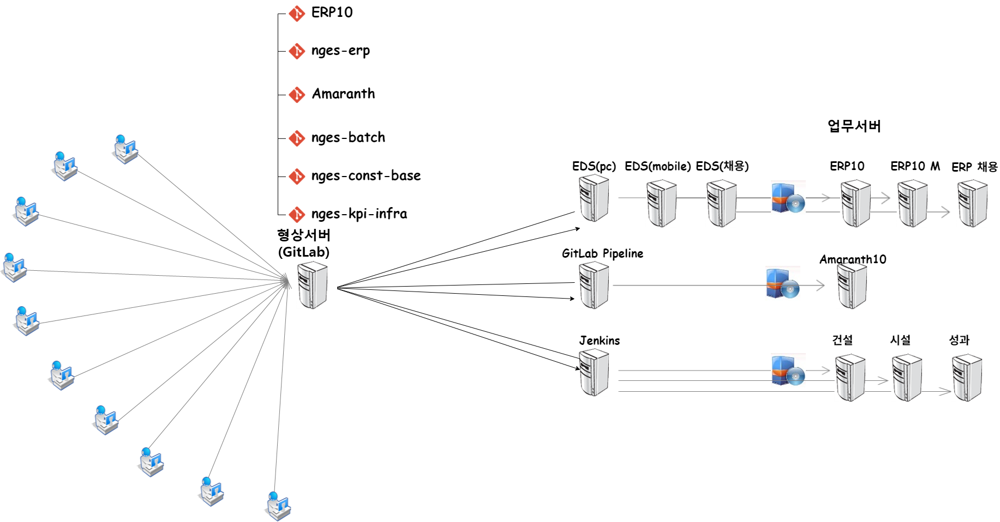 ERP10
nges-erp
Amaranth
nges-batch
nges-const-base
nges-kpi-infra
형상서버
(GitLab)
업무서버
EDS(pc) EDS(mobile) EDS(채용) ERP10 ERP10 M ERP 채용
GitLab Pipeline Amaranth10
Jenkins 건설 시설 성과